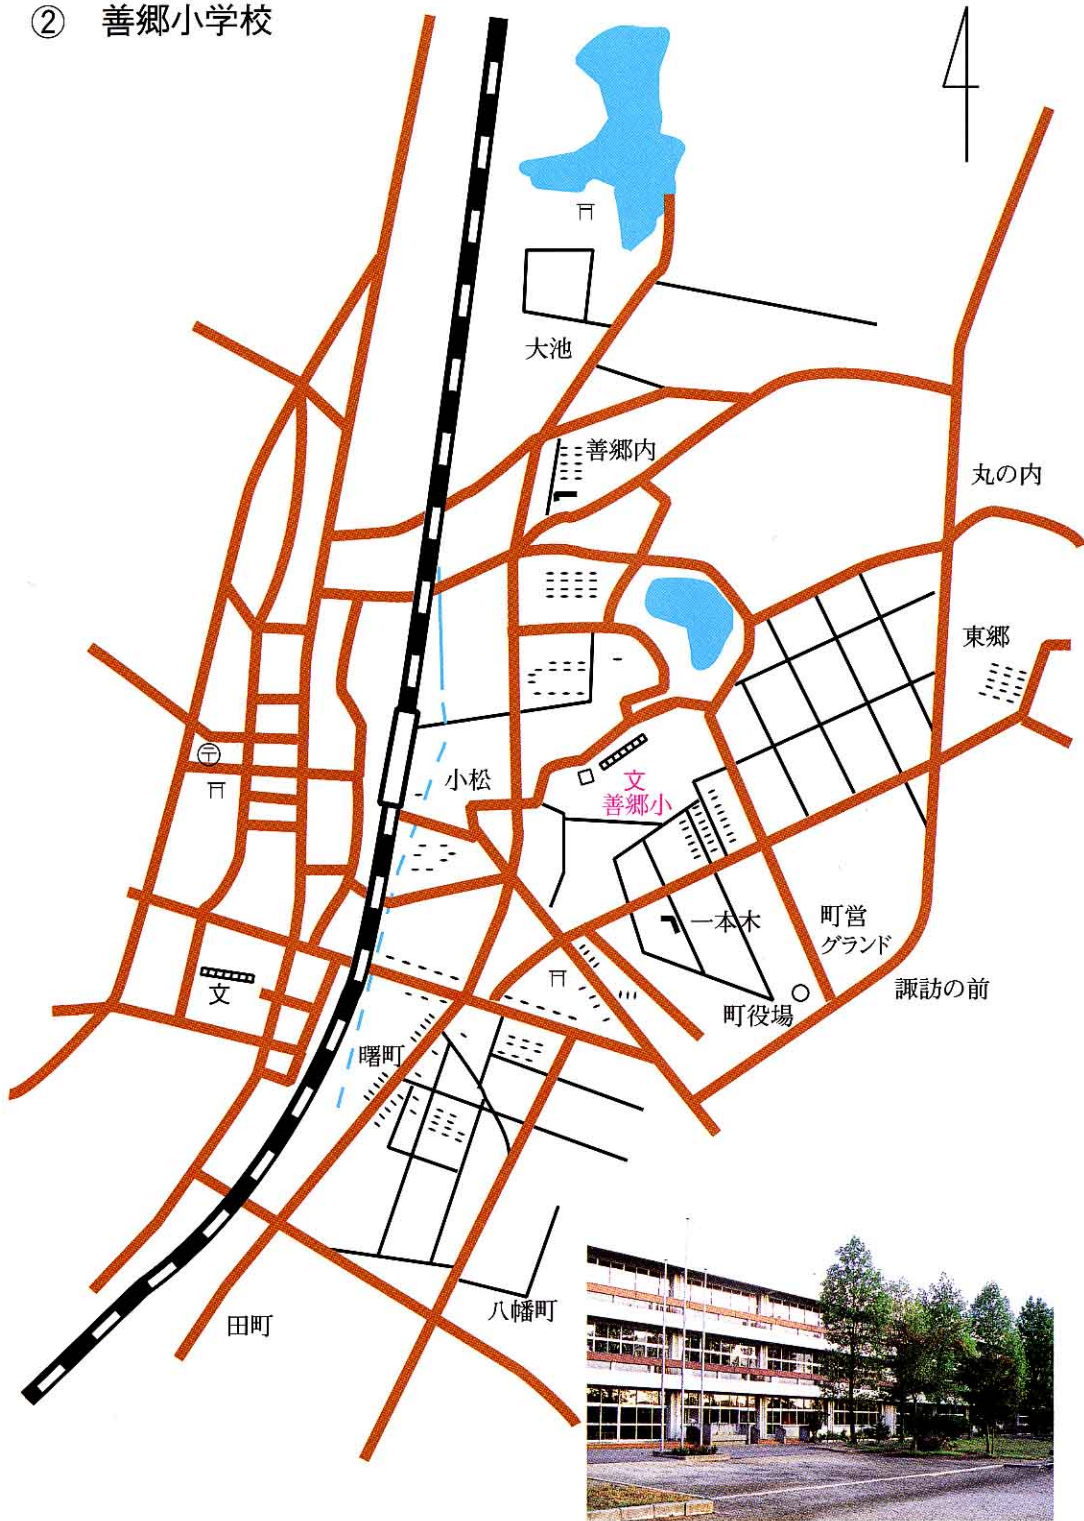 ② 善郷小学校
大池
善郷内
丸の内
東郷
〒
小松
文
善郷小
一本木
町営
グランド
文
諏訪の前
町役場
曙町
八幡町
田町